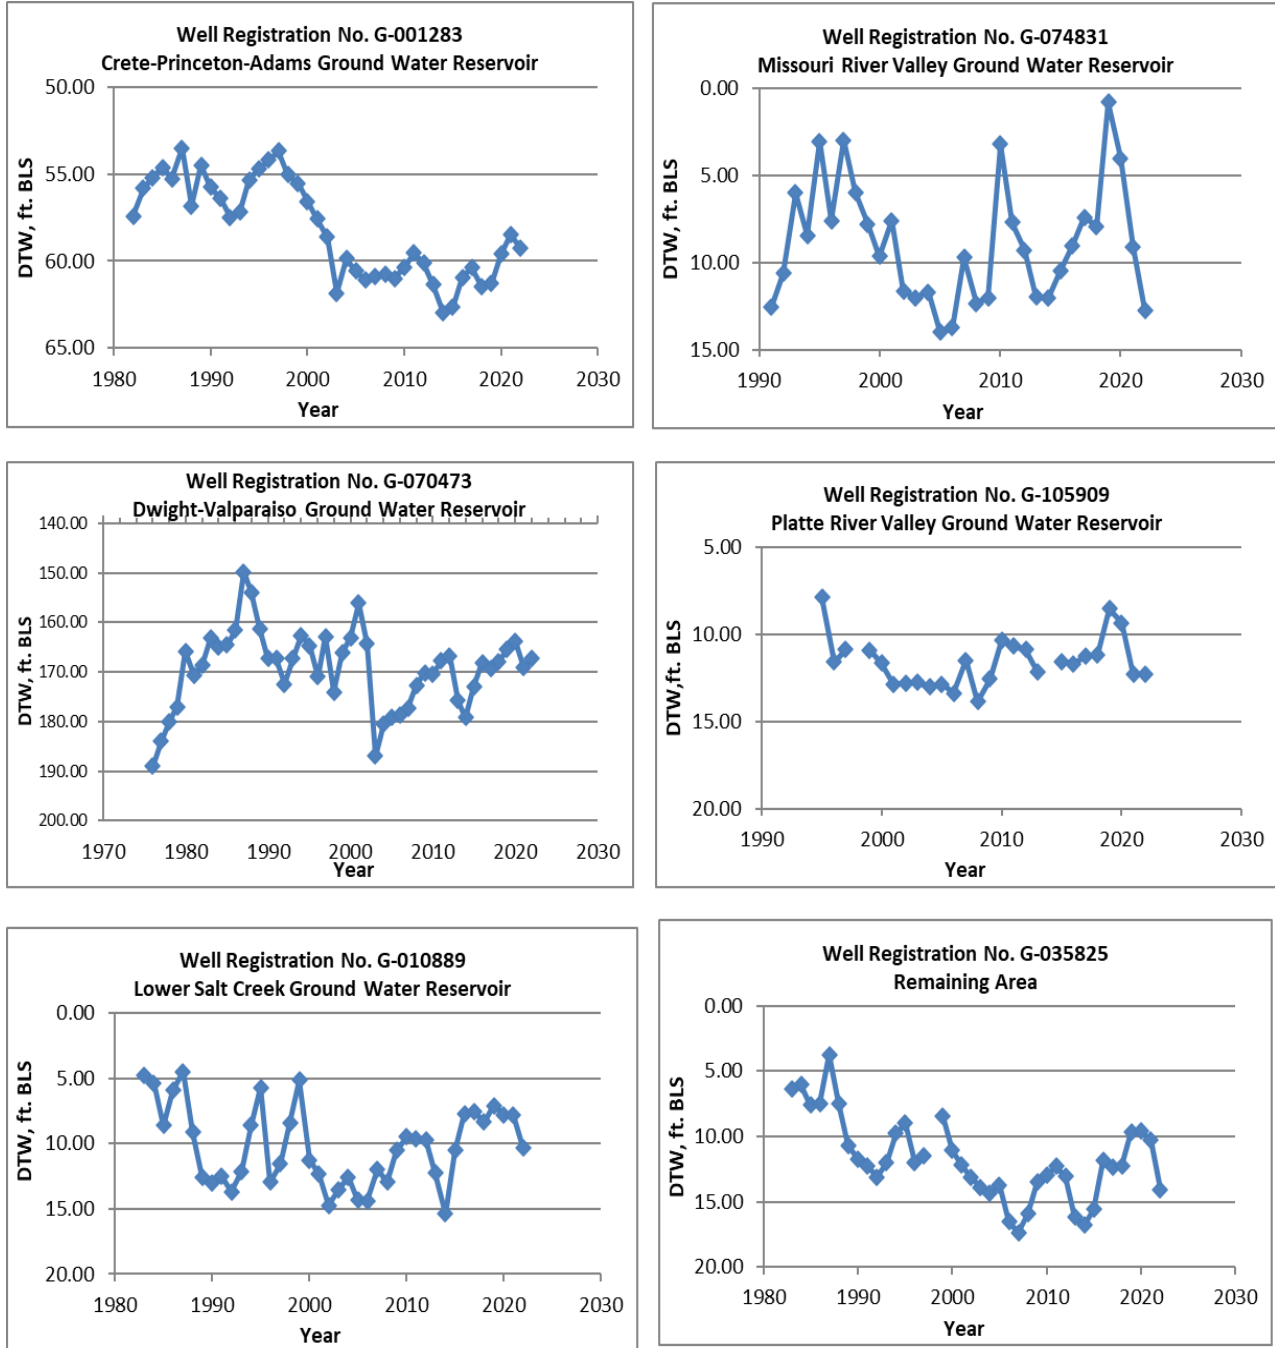 Well Registration No. G-001283
Crete-Princeton-Adams Ground Water Reservoir
50.00
55.00
60.00
65.00
DTW, ft. BLS
1980 1990 2000 2010 2020 2030
Year
Well Registration No. G-074831
Missouri River Valley Ground Water Reservoir
0.00
5.00
10.00
15.00
DTW, ft. BLS
1990 2000 2010 2020 2030
Year
Well Registration No. G-070473
Dwight-Valparaiso Ground Water Reservoir
140.00
150.00
160.00
170.00
180.00
190.00
200.00
DTW, ft. BLS
1970 1980 1990 2000 2010 2020 2030
Year
Well Registration No. G-105909
Platte River Valley Ground Water Reservoir
5.00
10.00
15.00
20.00
DTW,ft. BLS
1990 2000 2010 2020 2030
Year
Well Registration No. G-010889
Lower Salt Creek Ground Water Reservoir
0.00
5.00
10.00
15.00
20.00
DTW, ft. BLS
1980 1990 2000 2010 2020 2030
Year
Well Registration No. G-035825
Remaining Area
0.00
5.00
10.00
15.00
20.00
DTW, ft. BLS
1980 1990 2000 2010 2020 2030
Year